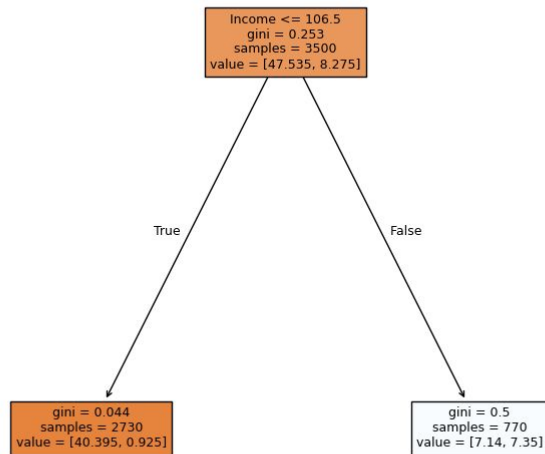 Income <= 106.5
gini = 0.253
samples = 3500
value = [47.535, 8.275]
True
False
gini = 0.044
samples = 2730
value = [40.395, 0.925]
gini = 0.5
samples = 770
value = [7.14, 7.35]